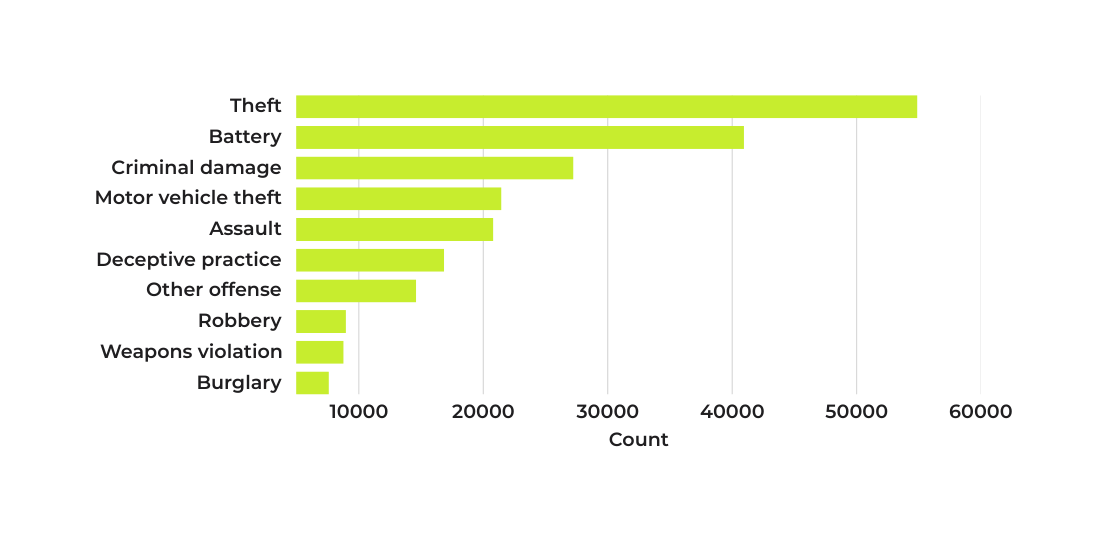 Theft
Battery
Criminal damage
Motor vehicle theft
Assault
Deceptive practice
Other offense
Robbery
Weapons violation
Burglary
10000 20000 30000 40000 50000 60000
Count